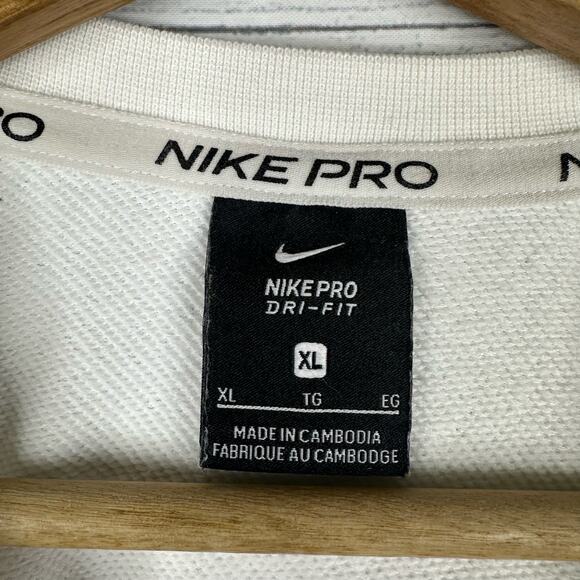 O NIKE PRO N
NIKE PRO
DRI-FIT
XL
XL TG EG
MADE IN CAMBODIA
FABRIQUE AU CAMBODGE